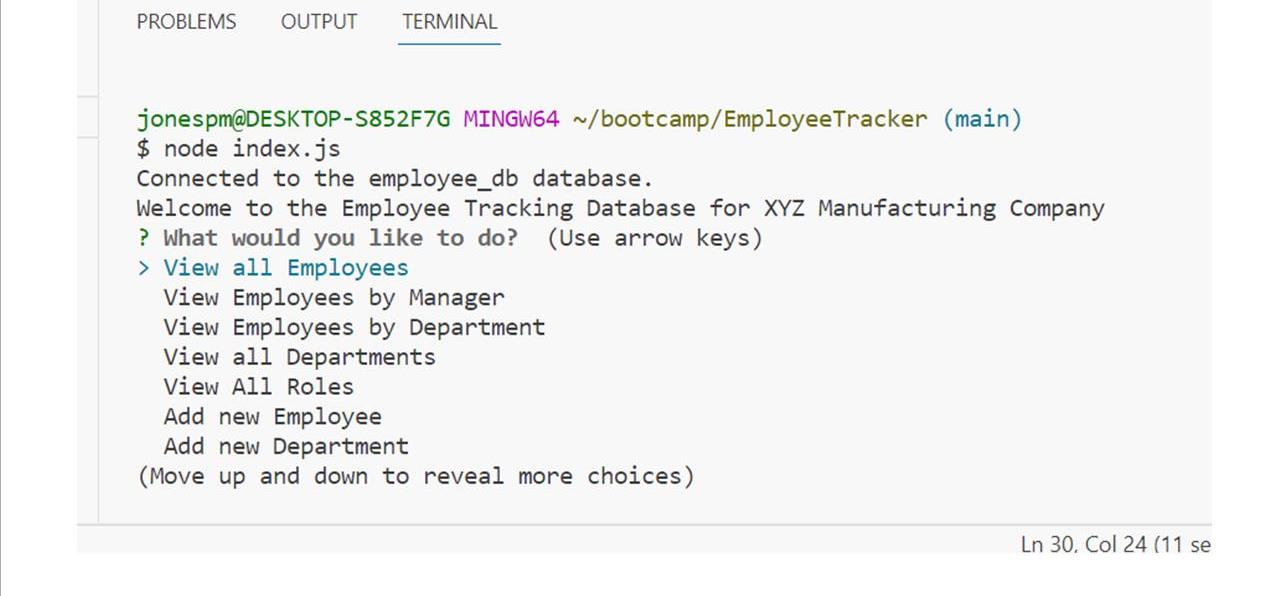 PROBLEMS OUTPUT TERMINAL
jonespm@DESKTOP-S852F7G MINGW64 ~/bootcamp/EmployeeTracker (main)
$ node index.js
Connected to the employee_db database.
Welcome to the Employee Tracking Database for XYZ Manufacturing Company
? What would you like to do?  (Use arrow keys)
> View all Employees
  View Employees by Manager
  View Employees by Department
  View all Departments
  View All Roles
  Add new Employee
  Add new Department
(Move up and down to reveal more choices)
Ln 30, Col 24 (11 se